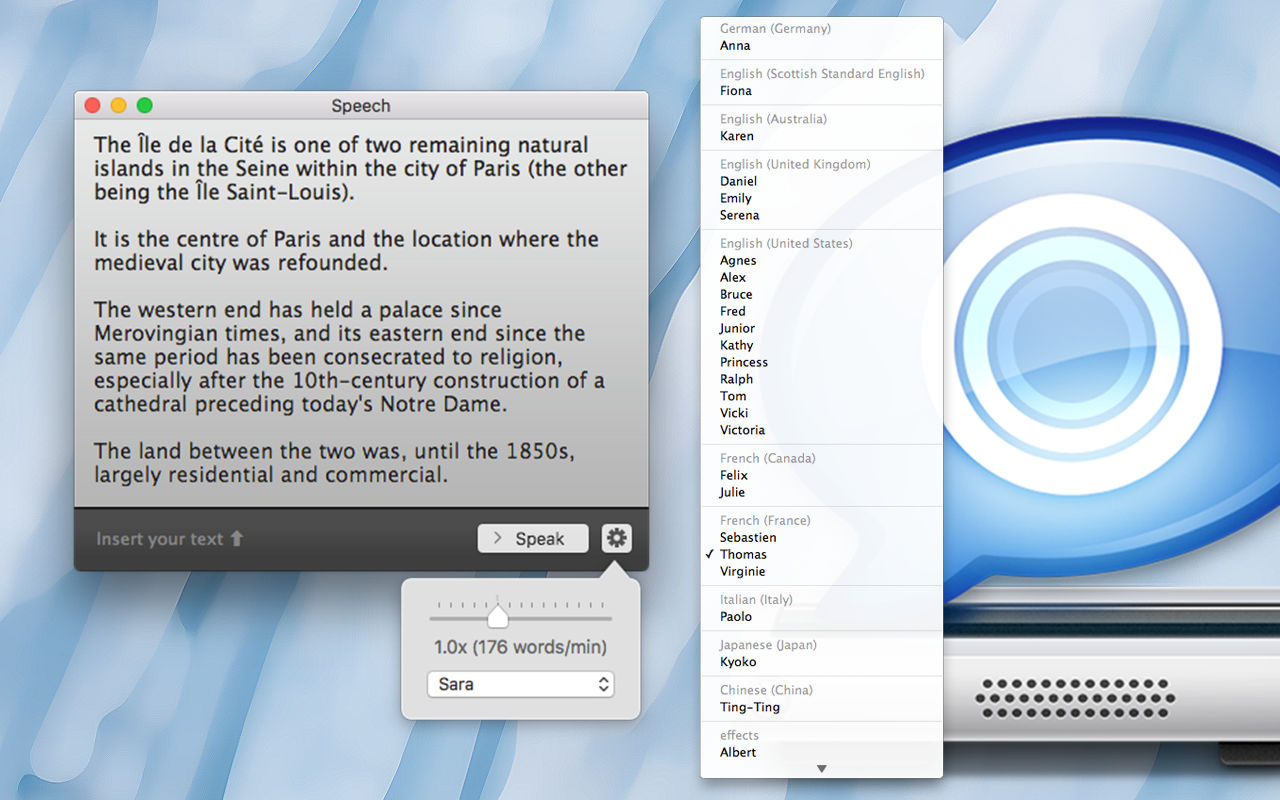 Speech
The Île de la Cité is one of two remaining natural
islands in the Seine within the city of Paris (the other
being the Île Saint-Louis).
It is the centre of Paris and the location where the
medieval city was refounded.
The western end has held a palace since
Merovingian times, and its eastern end since the
same period has been consecrated to religion,
especially after the 10th-century construction of a
cathedral preceding today's Notre Dame.
The land between the two was, until the 1850s,
largely residential and commercial.
Insert your text
Speak
1.0x (176 words/min)
Sara
German (Germany)
Anna
English (Scottish Standard English)
Fiona
English (Australia)
Karen
English (United Kingdom)
Daniel
Emily
Serena
English (United States)
Agnes
Alex
Bruce
Fred
Junior
Kathy
Princess
Ralph
Tom
Vicki
Victoria
French (Canada)
Felix
Julie
French (France)
Sebastien
✓ Thomas
Virginie
Italian (Italy)
Paolo
Japanese (Japan)
Kyoko
Chinese (China)
Ting-Ting
effects
Albert